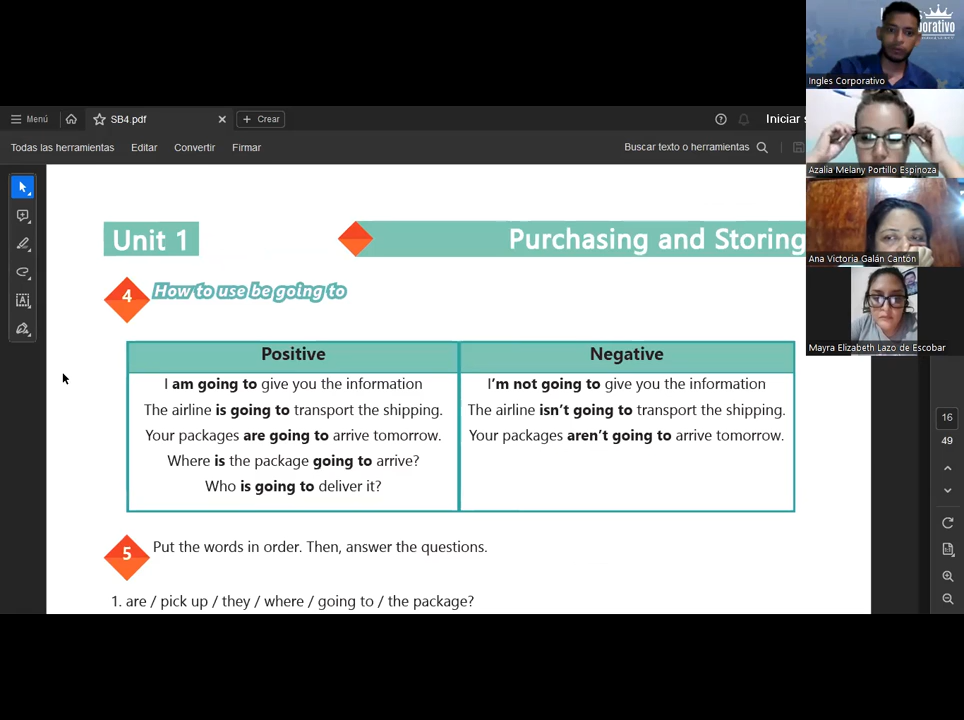 Menú
SB4.pdf
Crear
Iniciar s
Todas las herramientas
Editar
Convertir
Firmar
Buscar texto o herramientas
Unit 1
Purchasing and Storing
4
How to use be going to
Positive
Negative
I am going to give you the information
I'm not going to give you the information
The airline is going to transport the shipping.
The airline isn't going to transport the shipping.
Your packages are going to arrive tomorrow.
Your packages aren't going to arrive tomorrow.
Where is the package going to arrive?
Who is going to deliver it?
5
Put the words in order. Then, answer the questions.
1. are / pick up / they / where / going to / the package?
16
49
orativo
Ingles Corporativo
Azalia Melany Portillo Espinoza
Ana Victoria Galán Cantón
Mayra Elizabeth Lazo de Escobar